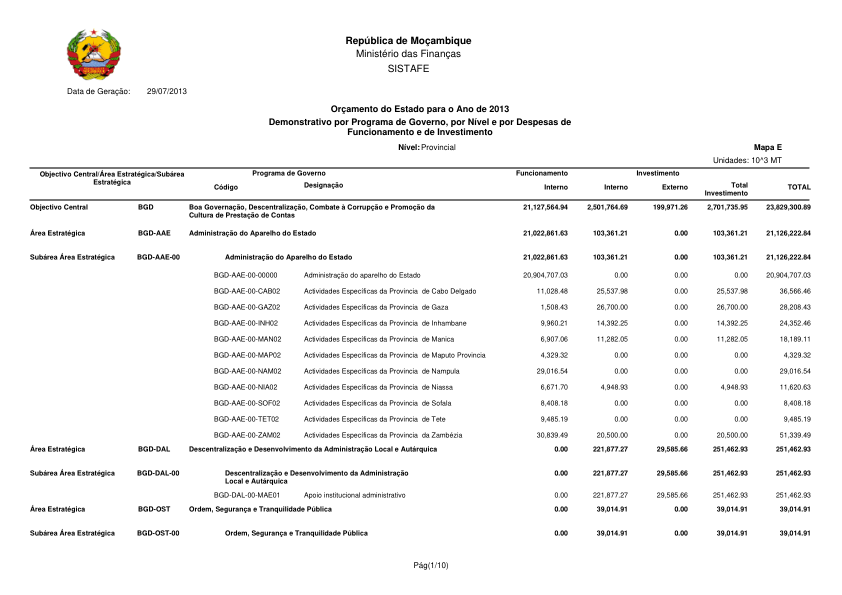 República de Moçambique
Ministério das Finanças
SISTAFE
Data de Geração: 29/07/2013
Orçamento do Estado para o Ano de 2013
Demonstrativo por Programa de Governo, por Nível e por Despesas de
Funcionamento e de Investimento
Nível: Provincial Mapa E
Unidades: 10^3 MT
Objectivo Central/Área Estratégica/Subárea Estratégica Programa de Governo Funcionamento Investimento
Código Designação Interno Interno Externo Total Investimento TOTAL
Objectivo Central BGD Boa Governação, Descentralização, Combate à Corrupção e Promoção da 21,127,564.94 2,501,764.69 199,971.26 2,701,735.95 23,829,300.89
Cultura de Prestação de Contas
Área Estratégica BGD-AAE Administração do Aparelho do Estado 21,022,861.63 103,361.21 0.00 103,361.21 21,126,222.84
Subárea Área Estratégica BGD-AAE-00 Administração do Aparelho do Estado 21,022,861.63 103,361.21 0.00 103,361.21 21,126,222.84
BGD-AAE-00-00000 Administração do aparelho do Estado 20,904,707.03 0.00 0.00 0.00 20,904,707.03
BGD-AAE-00-CAB02 Actividades Específicas da Provincia de Cabo Delgado 11,028.48 25,537.98 0.00 25,537.98 36,566.46
BGD-AAE-00-GAZ02 Actividades Específicas da Provincia de Gaza 1,508.43 26,700.00 0.00 26,700.00 28,208.43
BGD-AAE-00-INH02 Actividades Específicas da Provincia de Inhambane 9,960.21 14,392.25 0.00 14,392.25 24,352.46
BGD-AAE-00-MAN02 Actividades Específicas da Provincia de Manica 6,907.06 11,282.05 0.00 11,282.05 18,189.11
BGD-AAE-00-MAP02 Actividades Específicas da Provincia de Maputo Provincia 4,329.32 0.00 0.00 0.00 4,329.32
BGD-AAE-00-NAM02 Actividades Específicas da Provincia de Nampula 29,016.54 0.00 0.00 0.00 29,016.54
BGD-AAE-00-NIA02 Actividades Específicas da Provincia de Niassa 6,671.70 4,948.93 0.00 4,948.93 11,620.63
BGD-AAE-00-SOF02 Actividades Específicas da Provincia de Sofala 8,408.18 0.00 0.00 0.00 8,408.18
BGD-AAE-00-TET02 Actividades Específicas da Provincia de Tete 9,485.19 0.00 0.00 0.00 9,485.19
BGD-AAE-00-ZAM02 Actividades Específicas da Provincia da Zambézia 30,839.49 20,500.00 0.00 20,500.00 51,339.49
Área Estratégica BGD-DAL Descentralização e Desenvolvimento da Administração Local e Autárquica 0.00 221,877.27 29,585.66 251,462.93 251,462.93
Subárea Área Estratégica BGD-DAL-00 Descentralização e Desenvolvimento da Administração 0.00 221,877.27 29,585.66 251,462.93 251,462.93
Local e Autárquica
BGD-DAL-00-MAE01 Apoio institucional administrativo 0.00 221,877.27 29,585.66 251,462.93 251,462.93
Área Estratégica BGD-OST Ordem, Segurança e Tranquilidade Pública 0.00 39,014.91 0.00 39,014.91 39,014.91
Subárea Área Estratégica BGD-OST-00 Ordem, Segurança e Tranquilidade Pública 0.00 39,014.91 0.00 39,014.91 39,014.91
Pág(1/10)